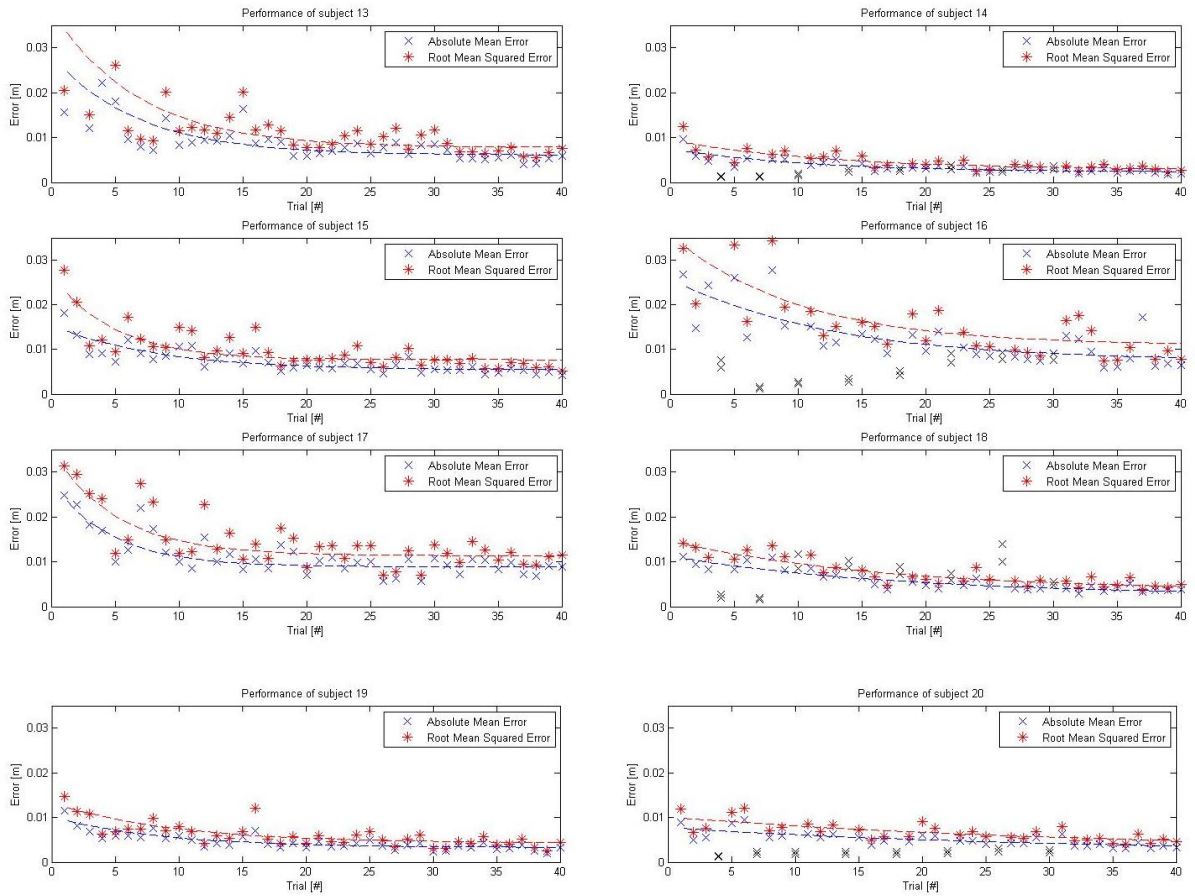 Performance of subject 13
Error [m]
0.03
0.02
0.01
0
0 5 10 15 20 25 30 35 40
Trial [#]
Absolute Mean Error
Root Mean Squared Error
Performance of subject 14
Error [m]
0.03
0.02
0.01
0
0 5 10 15 20 25 30 35 40
Trial [#]
Absolute Mean Error
Root Mean Squared Error
Performance of subject 15
Error [m]
0.03
0.02
0.01
0
0 5 10 15 20 25 30 35 40
Trial [#]
Absolute Mean Error
Root Mean Squared Error
Performance of subject 16
Error [m]
0.03
0.02
0.01
0
0 5 10 15 20 25 30 35 40
Trial [#]
Absolute Mean Error
Root Mean Squared Error
Performance of subject 17
Error [m]
0.03
0.02
0.01
0
0 5 10 15 20 25 30 35 40
Trial [#]
Absolute Mean Error
Root Mean Squared Error
Performance of subject 18
Error [m]
0.03
0.02
0.01
0
0 5 10 15 20 25 30 35 40
Trial [#]
Absolute Mean Error
Root Mean Squared Error
Performance of subject 19
Error [m]
0.03
0.02
0.01
0
0 5 10 15 20 25 30 35 40
Trial [#]
Absolute Mean Error
Root Mean Squared Error
Performance of subject 20
Error [m]
0.03
0.02
0.01
0
0 5 10 15 20 25 30 35 40
Trial [#]
Absolute Mean Error
Root Mean Squared Error